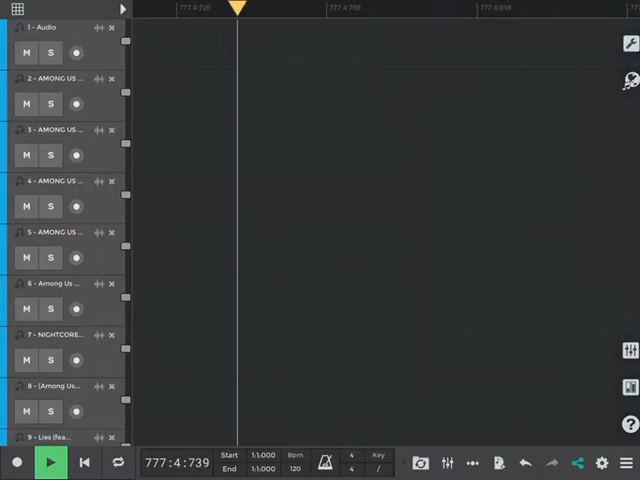 777:4:720
777:4:768
777:4:818
1 - Audio
M S
2 - AMONG US ...
M S
3 - AMONG US ...
M S
4 - AMONG US ...
M S
5 - AMONG US ...
M S
6 - Among Us ...
M S
7 - NIGHTCORE...
M S
8 - [Among Us...
M S
9 - Lies (fea...
777:4:739
Start 1:1:000 Bpm 4 Key
End 1:1:000 120 4 /
?